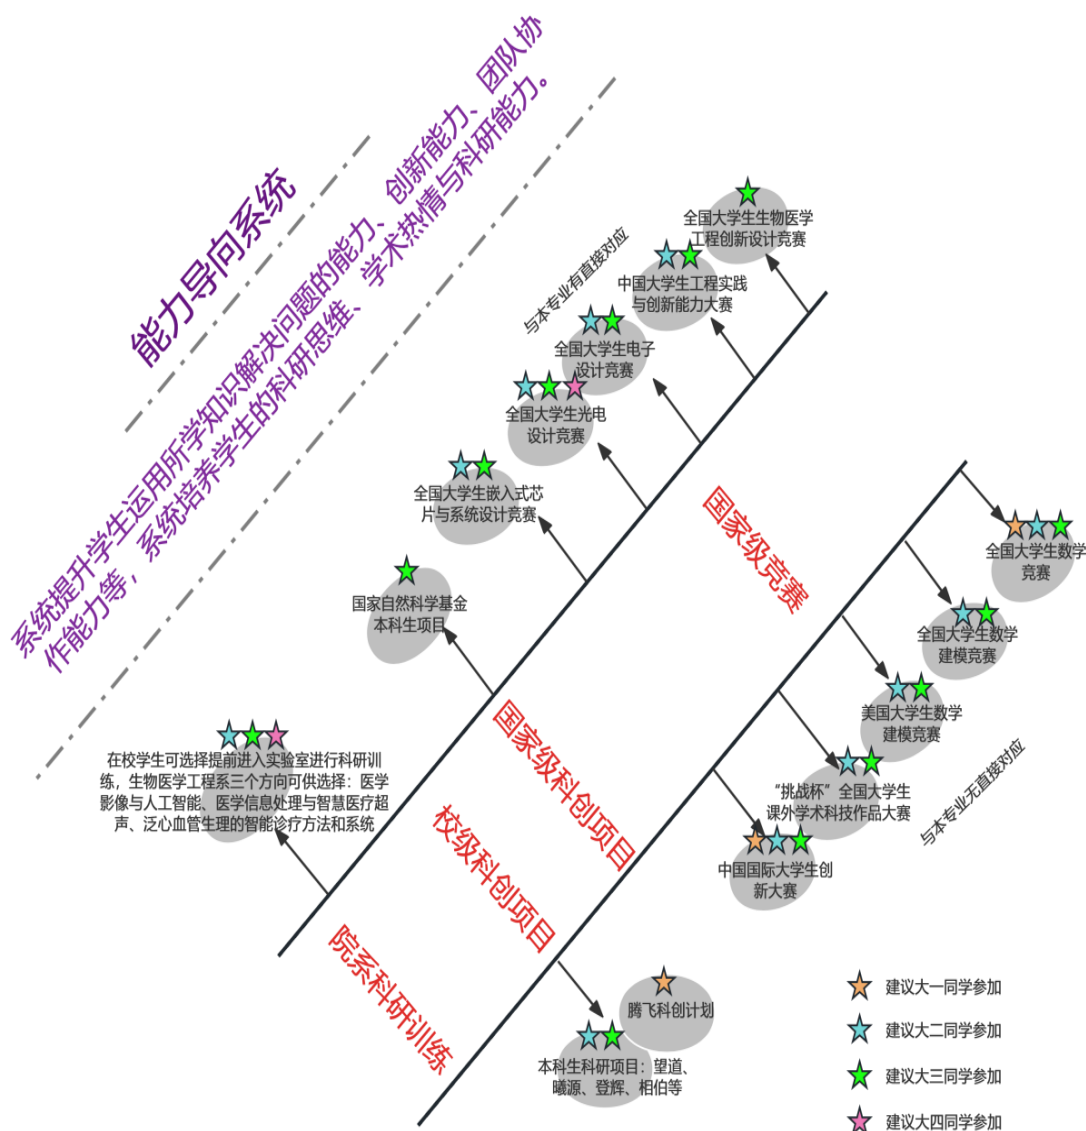 能力导向系统
系统提升学生运用所学知识解决问题的能力、创新能力、团队协
作能力等，系统培养学生的科研思维、学术热情与科研能力。
与本专业有直接对应
全国大学生生物医学
工程创新设计竞赛
中国大学生工程实践
与创新能力大赛
全国大学生电子
设计竞赛
全国大学生光电
设计竞赛
全国大学生嵌入式芯
片与系统设计竞赛
国家自然科学基金
本科生项目
在校学生可选择提前进入实验室进行科研训
练，生物医学工程系三个方向可供选择：医学
影像与人工智能、医学信息处理与智慧医疗超
声、泛心血管生理的智能诊疗方法和系统
国家级竞赛
国家级科创项目
校级科创项目
院系科研训练
全国大学生数学
竞赛
全国大学生数学
建模竞赛
美国大学生数学
建模竞赛
“挑战杯”全国大学生
课外学术科技作品大赛
中国国际大学生创
新大赛
与本专业无直接对应
腾飞科创计划
本科生科研项目：望道、
曦源、登辉、相伯等
建议大一同学参加
建议大二同学参加
建议大三同学参加
建议大四同学参加